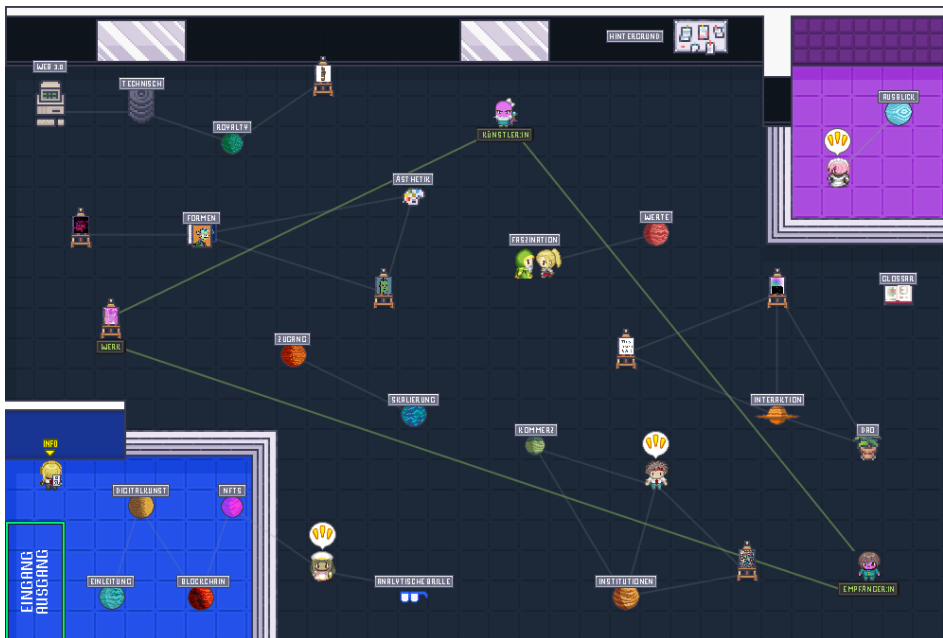 HINTERGRUND
WEB 3.0
TECHNISCH
AUSBLICK
ROYALTY
KÜNSTLER:IN
ÄSTHETIK
FORMEN
WERTE
FASZINATION
GLOSSAR
ZUGANG
WERK
SKALIERUNG
INTERAKTION
KOMMERZ
DAO
INFO
DIGITALKUNST
NFTS
EINGANG
AUSGANG
EINLEITUNG
BLOCKCHAIN
ANALYTISCHE BRILLE
INSTITUTIONEN
EMPFÄNGER:IN